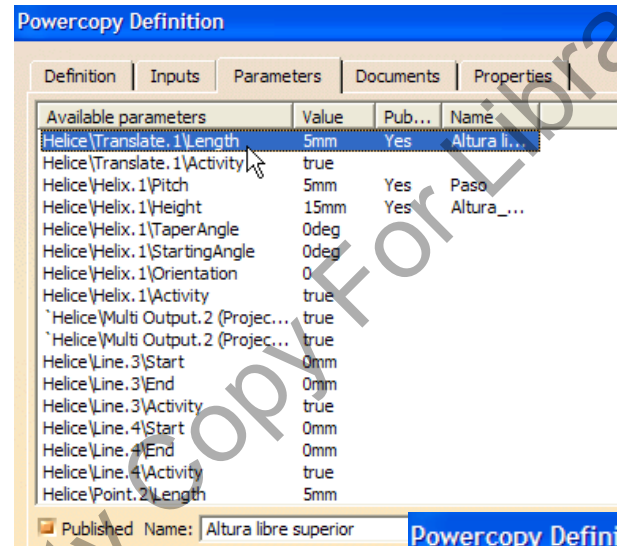 Powercopy Definition
Definition Inputs Parameters Documents Properties
Available parameters Value Pub... Name
Helice\Translate.1\Length 5mm Yes Altura li...
Helice\Translate.1\Activity true
Helice\Helix.1\Pitch 5mm Yes Paso
Helice\Helix.1\Height 15mm Yes Altura_...
Helice\Helix.1\TaperAngle 0deg
Helice\Helix.1\StartingAngle 0deg
Helice\Helix.1\Orientation 0
Helice\Helix.1\Activity true
`Helice\Multi Output.2 (Projec... true
`Helice\Multi Output.2 (Projec... true
Helice\Line.3\Start 0mm
Helice\Line.3\End 0mm
Helice\Line.3\Activity true
Helice\Line.4\Start 0mm
Helice\Line.4\End 0mm
Helice\Line.4\Activity true
Helice\Point.2\Length 5mm
Published Name: Altura libre superior
Powercopy Defini
Copy For Libra